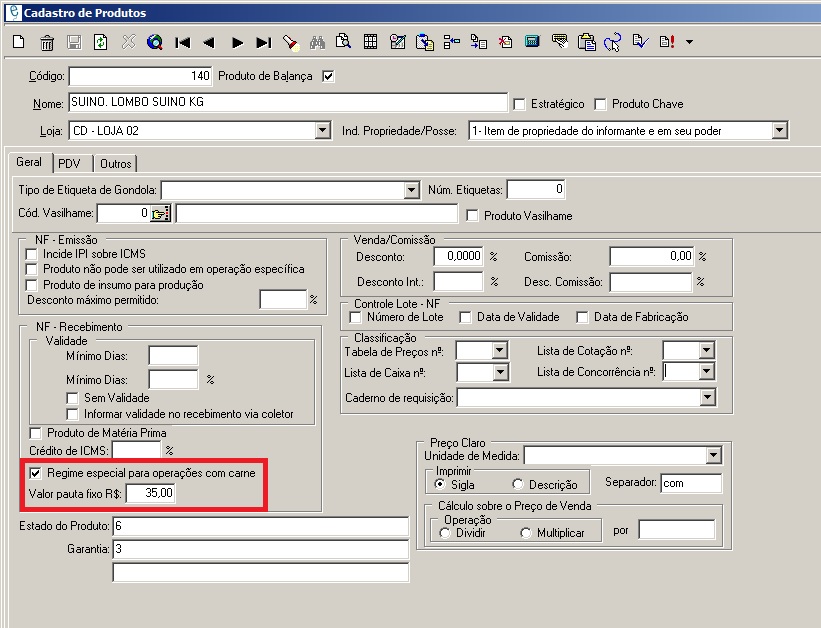 Cadastro de Produtos
Código: 140 Produto de Balança
Nome: SUINO. LOMBO SUINO KG Estratégico Produto Chave
Loja: CD - LOJA 02 Ind. Propriedade/Posse: 1- Item de propriedade do informante e em seu poder
Geral PDV Outros
Tipo de Etiqueta de Gondola: Núm. Etiquetas: 0
Cód. Vasilhame: 0 Produto Vasilhame
NF - Emissão
Incide IPI sobre ICMS
Produto não pode ser utilizado em operação específica
Produto de insumo para produção
Desconto máximo permitido: %
Venda/Comissão
Desconto: 0,0000 % Comissão: 0,00 %
Desconto Int.: % Desc. Comissão: %
Controle Lote - NF
Número de Lote Data de Validade Data de Fabricação
NF - Recebimento
Validade
Mínimo Dias:
Mínimo Dias: %
Sem Validade
Informar validade no recebimento via coletor
Produto de Matéria Prima
Crédito de ICMS: %
Regime especial para operações com carne
Valor pauta fixo R$: 35,00
Classificação
Tabela de Preços nº: Lista de Cotação nº:
Lista de Caixa nº: Lista de Concorrência nº:
Caderno de requisição:
Preço Claro
Unidade de Medida:
Imprimir
Sigla Descrição Separador: com
Cálculo sobre o Preço de Venda
Operação
Dividir Multiplicar por
Estado do Produto: 6
Garantia: 3